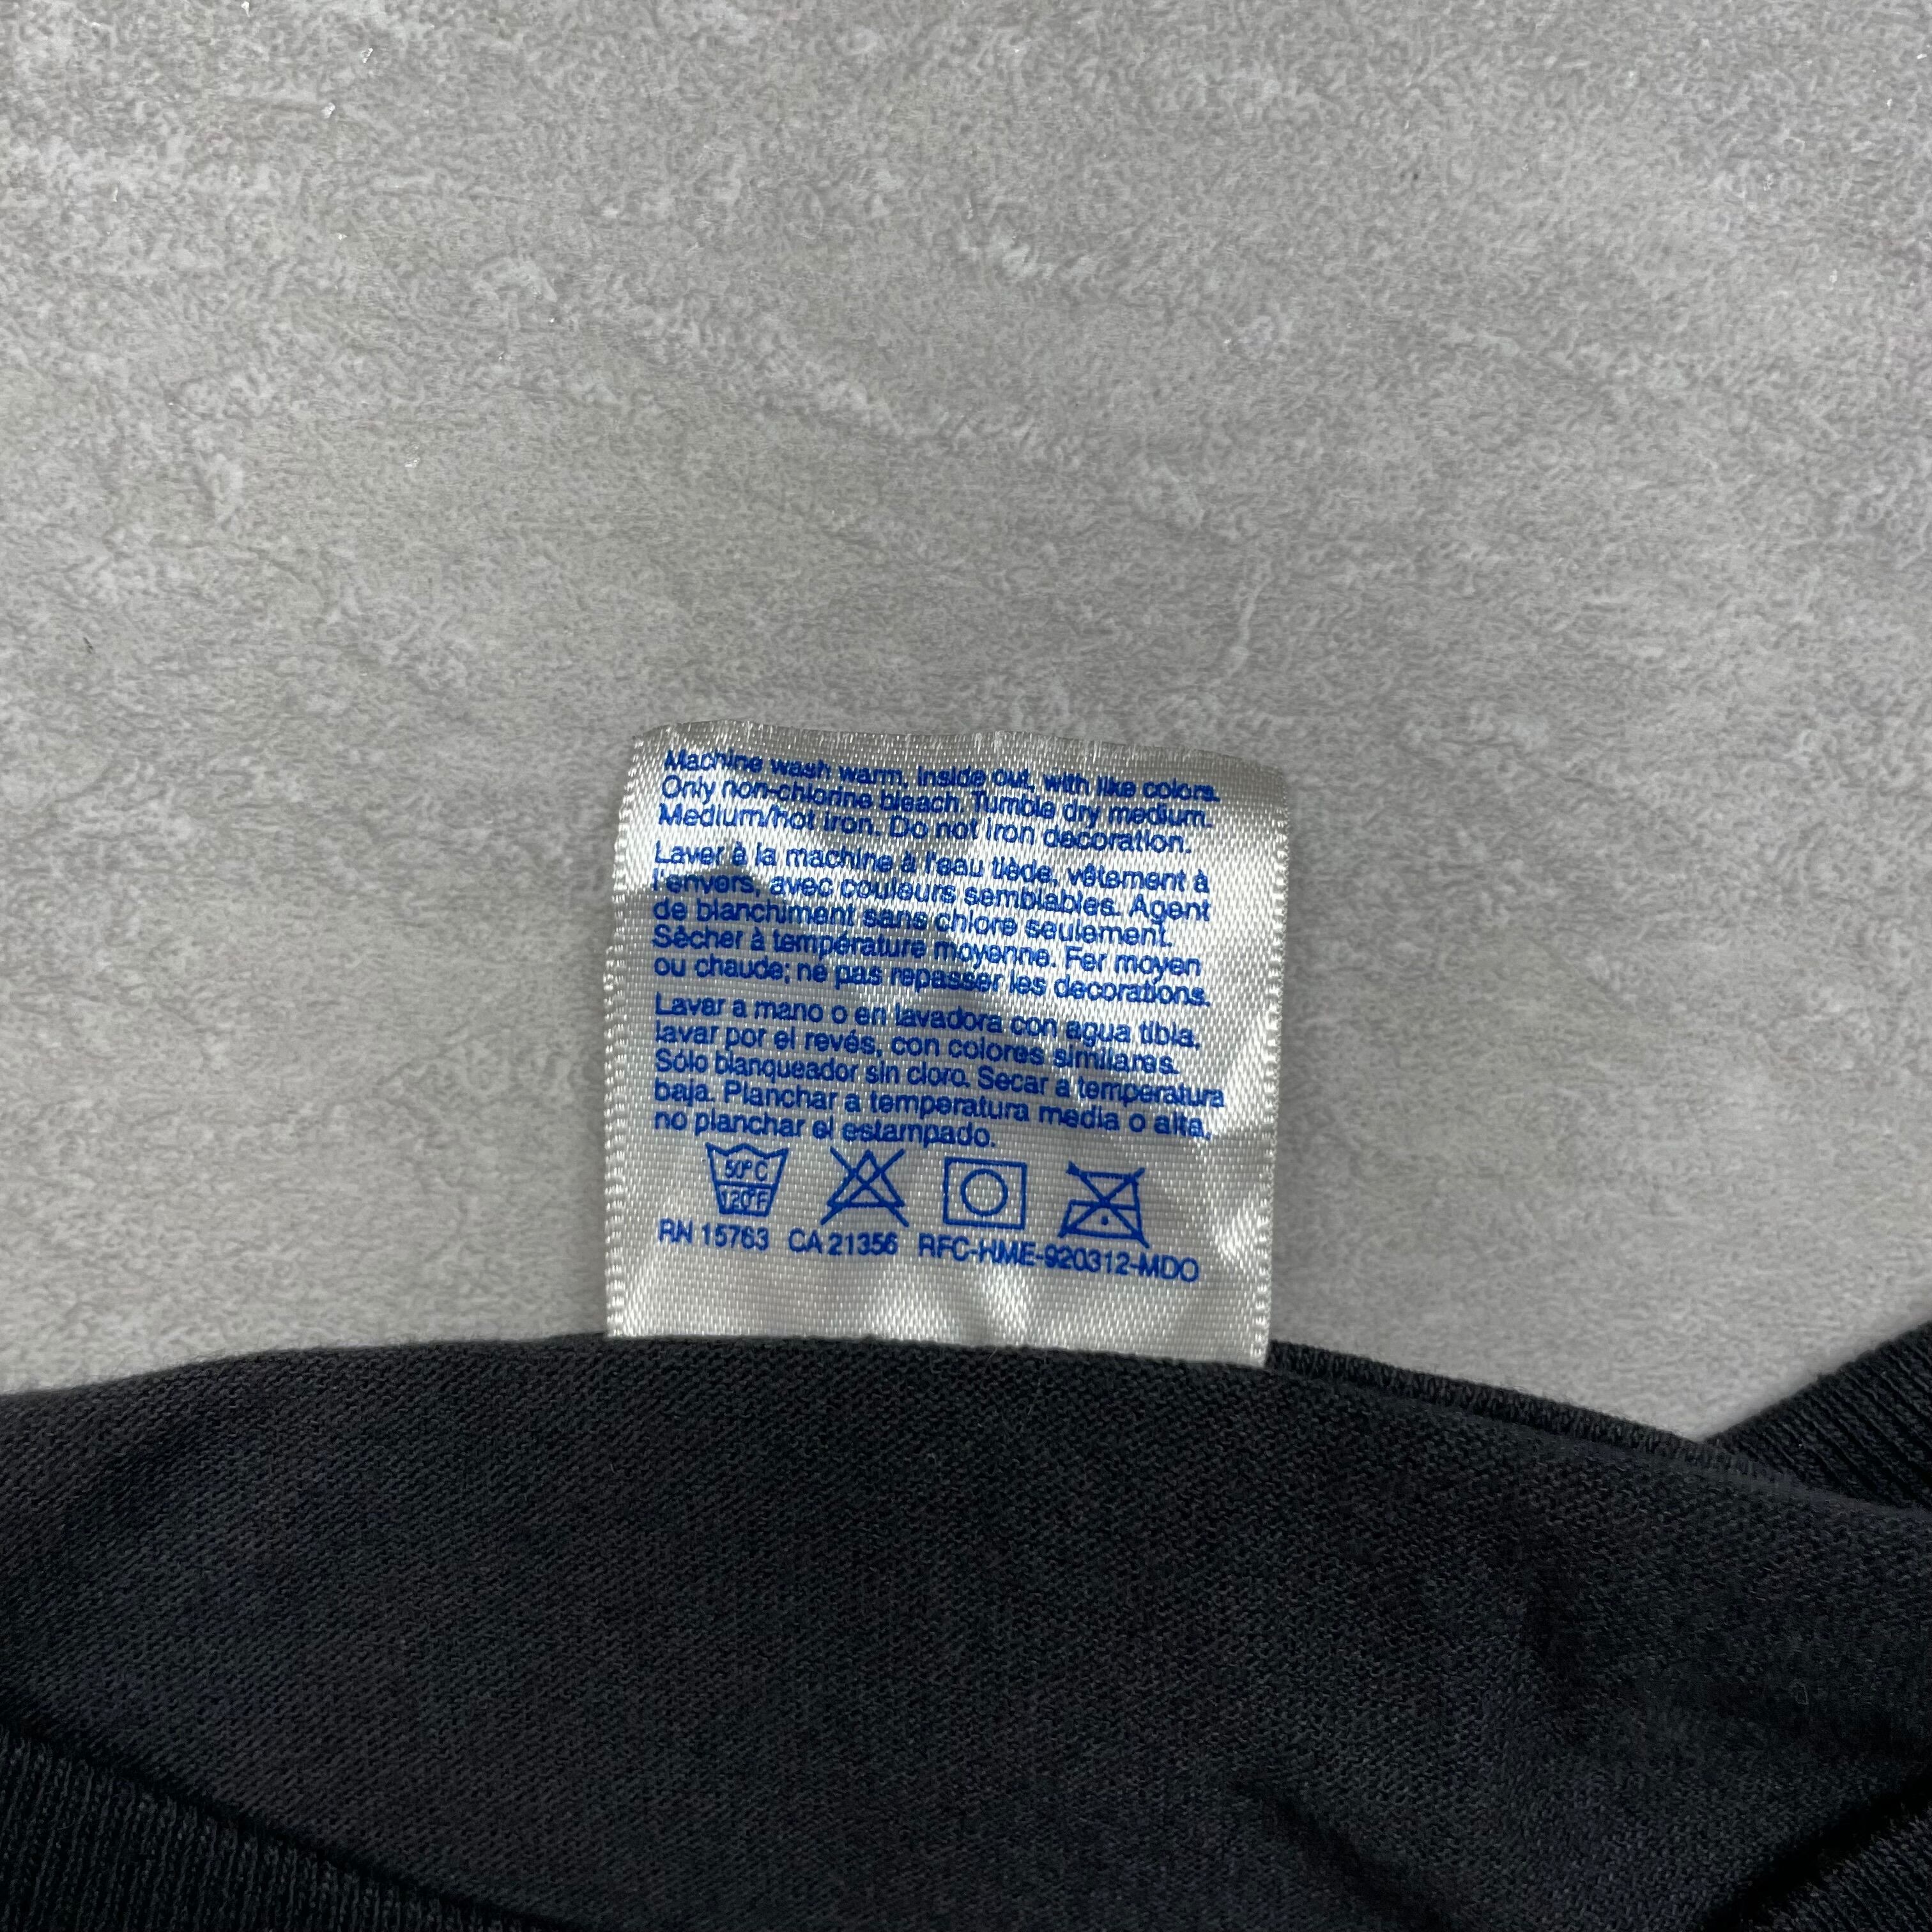 Machine wash warm, inside out, with like colors.
Only non-chlorine bleach. Tumble dry medium.
Medium/hot iron. Do not iron decoration.
Laver à la machine à l'eau tiède, vêtement à
l'envers, avec couleurs semblables. Agent
de blanchiment sans chlore seulement.
Sècher à température moyenne. Fer moyen
ou chaude; ne pas repasser les decorations.
Lavar a mano o en lavadora con agua tibia.
lavar por el revés, con colores similares.
Sólo blanqueador sin cloro. Secar a temperatura
baja. Planchar a temperatura media o alta,
no planchar el estampado.
50°C
120°F
RN 15763 CA 21356 RFC-HME-920312-MDO